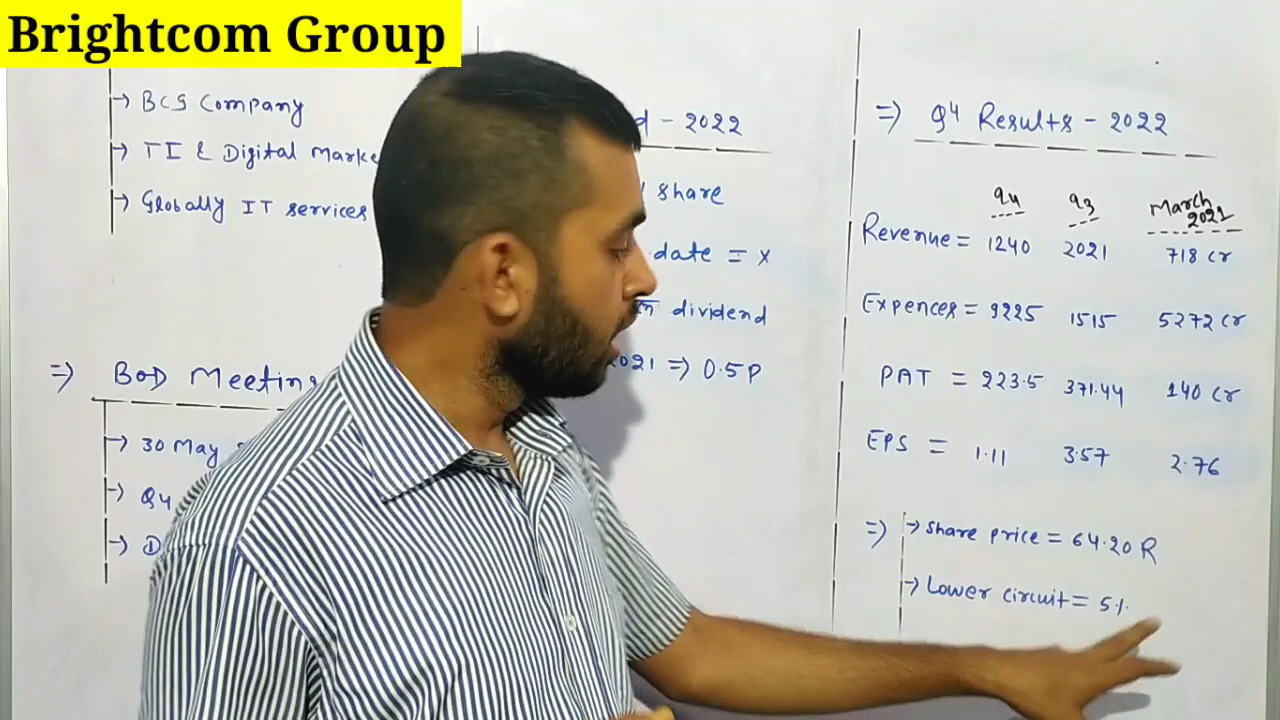 Brightcom Group
→ BCG Company
→ TI & Digital Marke
→ Globally IT services
⇒ BOD Meeting
→ 30 May
→ Q4
→ D
d - 2022
share
date = x
dividend
2021 ⇒ 0.5P
⇒ Q4 Results - 2022
Q4 Q3 March 2021
Revenue = 1240 2021 718 cr
Expences = 9225 1515 5272 cr
PAT = 223.5 371.44 140 cr
EPS = 1.11 3.57 2.76
⇒ → Share price = 64.20 R
→ Lower circuit = 5%